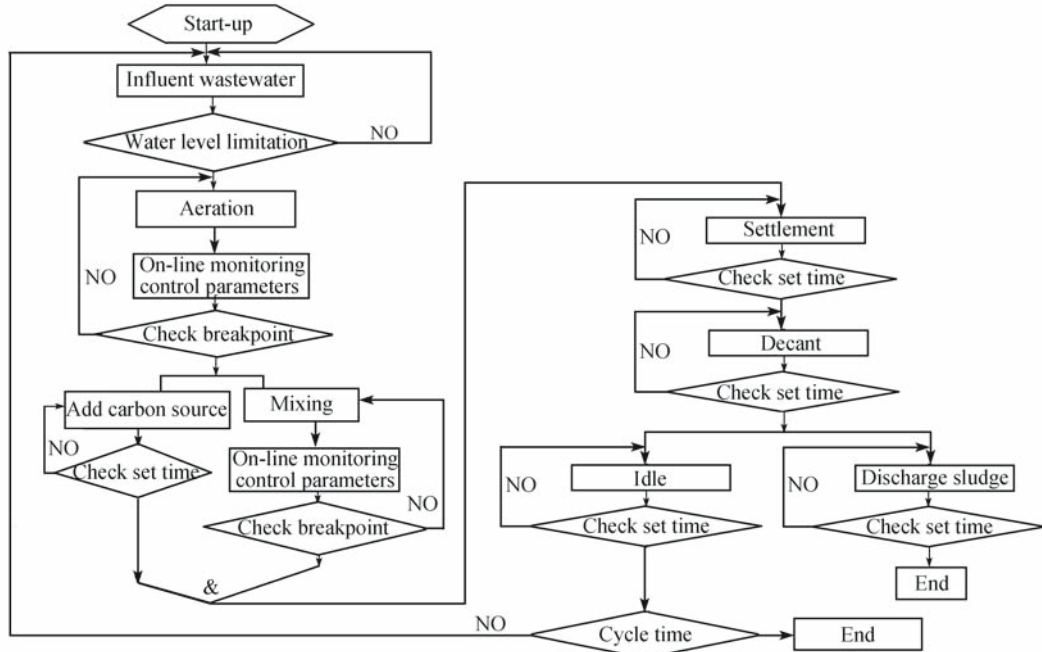 Start-up
Influent wastewater
Water level limitation
NO
Aeration
On-line monitoring
control parameters
NO
Check breakpoint
Add carbon source
NO
Check set time
Mixing
On-line monitoring
control parameters
NO
Check breakpoint
&
Settlement
NO
Check set time
Decant
NO
Check set time
Idle
NO
Check set time
Discharge sludge
NO
Check set time
End
NO
Cycle time
End